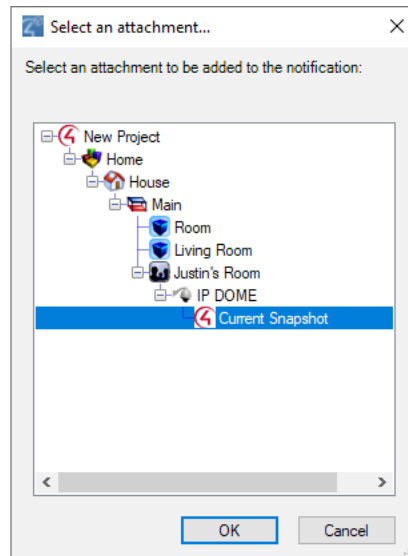 Select an attachment...
Select an attachment to be added to the notification:
New Project
Home
House
Main
Room
Living Room
Justin's Room
IP DOME
Current Snapshot
OK
Cancel